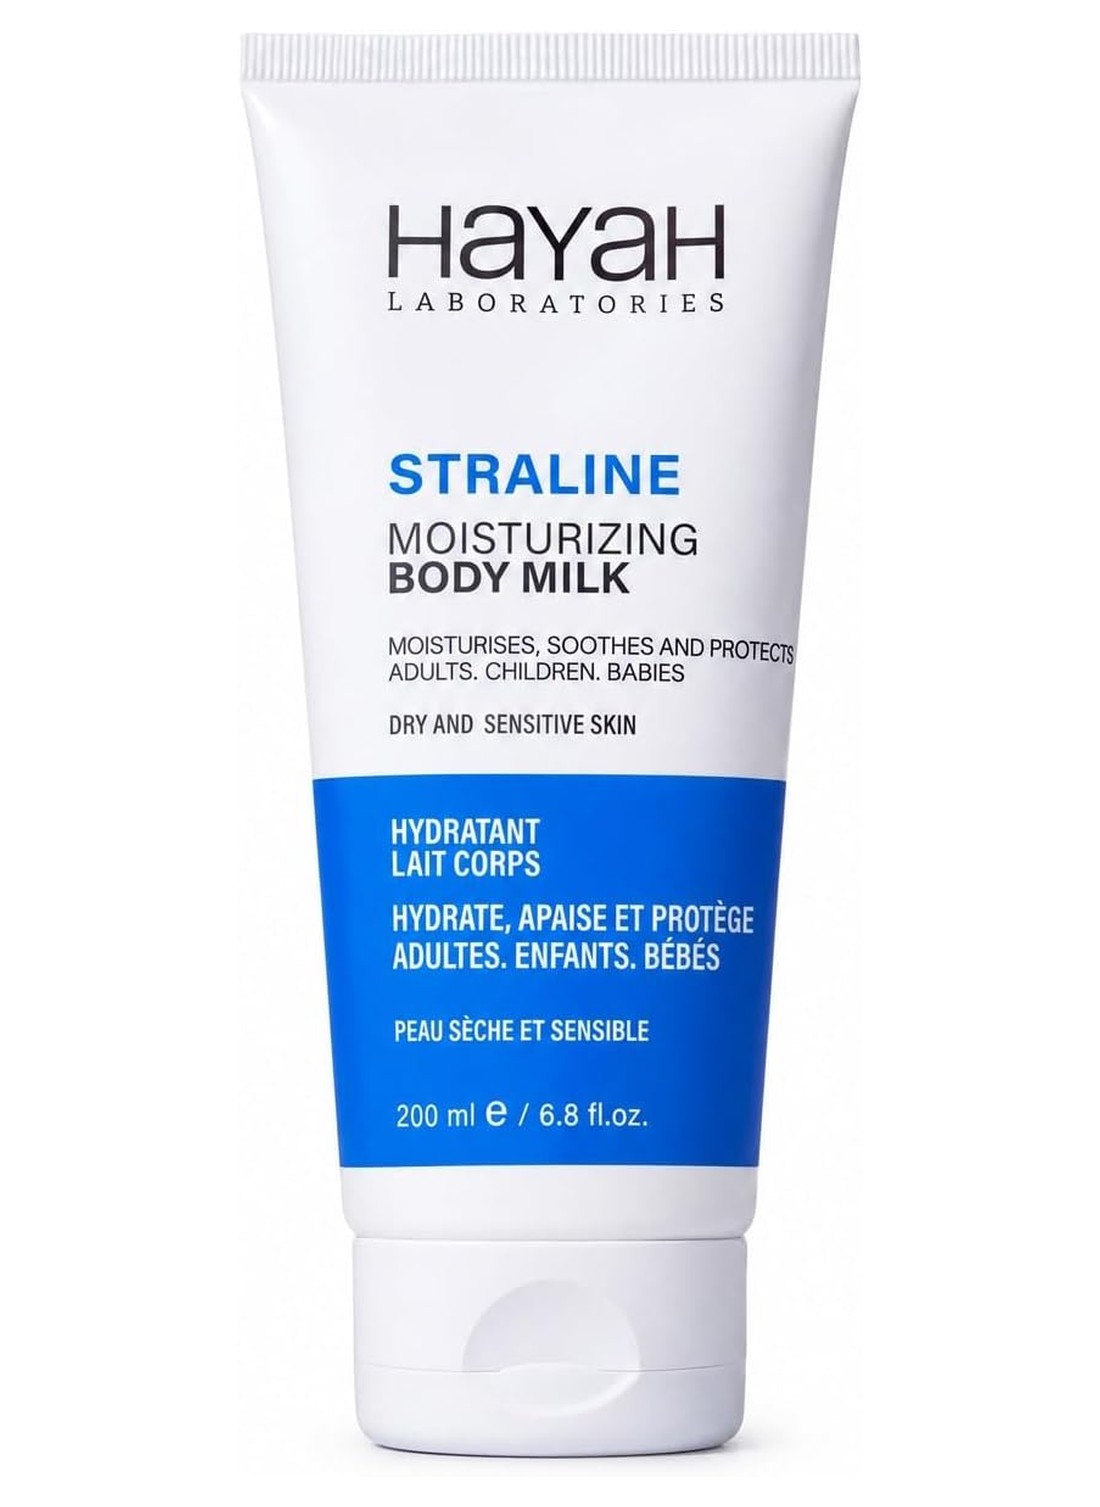 HaYaH
LABORATORIES
STRALINE
MOISTURIZING
BODY MILK
MOISTURISES, SOOTHES AND PROTECTS
ADULTS. CHILDREN. BABIES
DRY AND SENSITIVE SKIN
HYDRATANT
LAIT CORPS
HYDRATE, APAISE ET PROTÈGE
ADULTES. ENFANTS. BÉBÉS
PEAU SÈCHE ET SENSIBLE
200 ml e / 6.8 fl.oz.